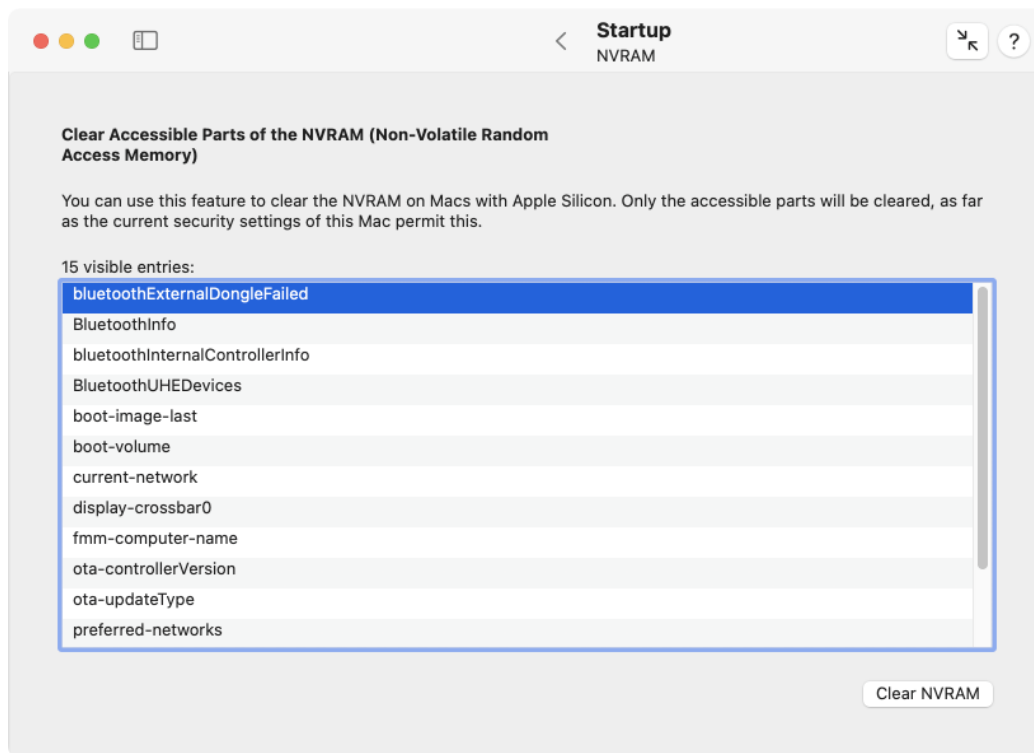 Startup
NVRAM
?
Clear Accessible Parts of the NVRAM (Non-Volatile Random
Access Memory)
You can use this feature to clear the NVRAM on Macs with Apple Silicon. Only the accessible parts will be cleared, as far
as the current security settings of this Mac permit this.
15 visible entries:
bluetoothExternalDongleFailed
BluetoothInfo
bluetoothInternalControllerInfo
BluetoothUHEDevices
boot-image-last
boot-volume
current-network
display-crossbar0
fmm-computer-name
ota-controllerVersion
ota-updateType
preferred-networks
Clear NVRAM